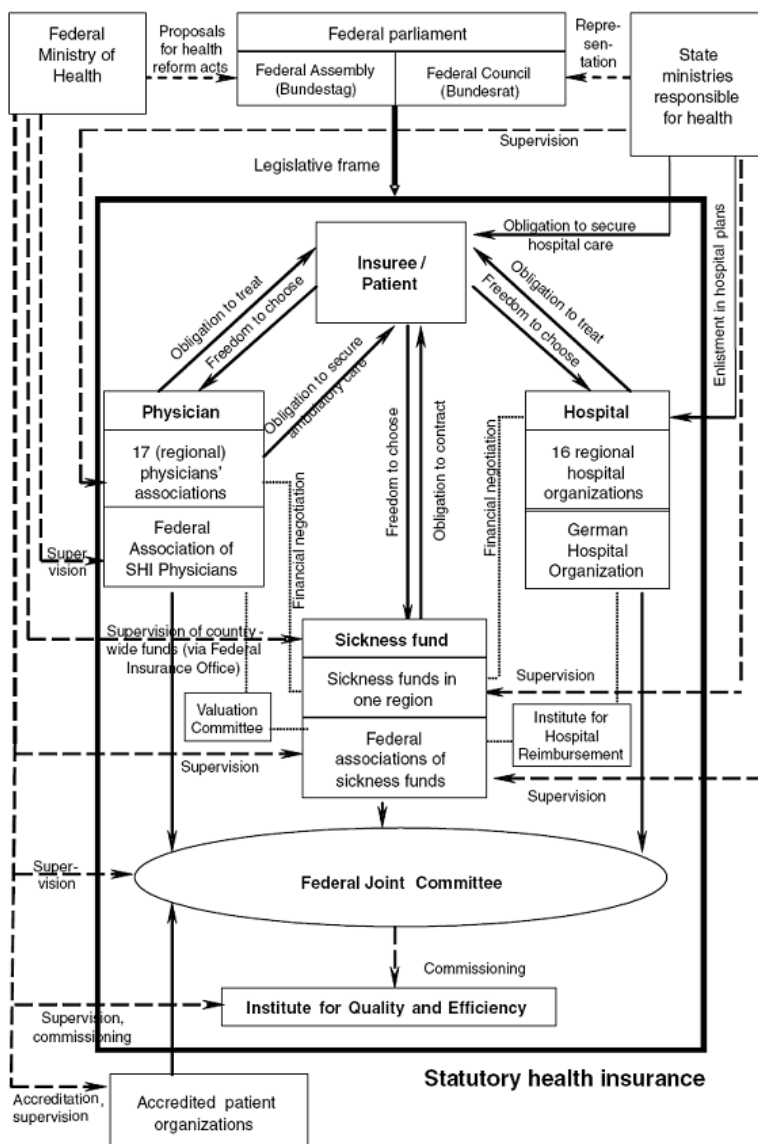 Federal
Ministry of
Health
Proposals
for health
reform acts
Federal parliament
Federal Assembly
(Bundestag)
Federal Council
(Bundesrat)
Repre-
sen-
tation
State
ministries
responsible
for health
Supervision
Legislative frame
Insuree /
Patient
Obligation to secure
hospital care
Enlistment in hospital plans
Obligation to treat
Freedom to choose
Obligation to secure
ambulatory care
Obligation to treat
Freedom to choose
Physician
17 (regional)
physicians'
associations
Federal
Association of
SHI Physicians
Super-
vision
Financial negotiation
Freedom to choose
Obligation to contract
Financial negotiation
Hospital
16 regional
hospital
organizations
German
Hospital
Organization
Supervision of country-
wide funds (via Federal
Insurance Office)
Sickness fund
Sickness funds in
one region
Federal
associations of
sickness funds
Supervision
Valuation
Committee
Institute for
Hospital
Reimbursement
Supervision
Supervision
Super-
vision
Federal Joint Committee
Commissioning
Institute for Quality and Efficiency
Supervision,
commissioning
Statutory health insurance
Accreditation,
supervision
Accredited patient
organizations